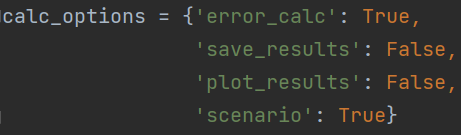 calc_options = {'error_calc': True,
'save_results': False,
'plot_results': False,
'scenario': True}